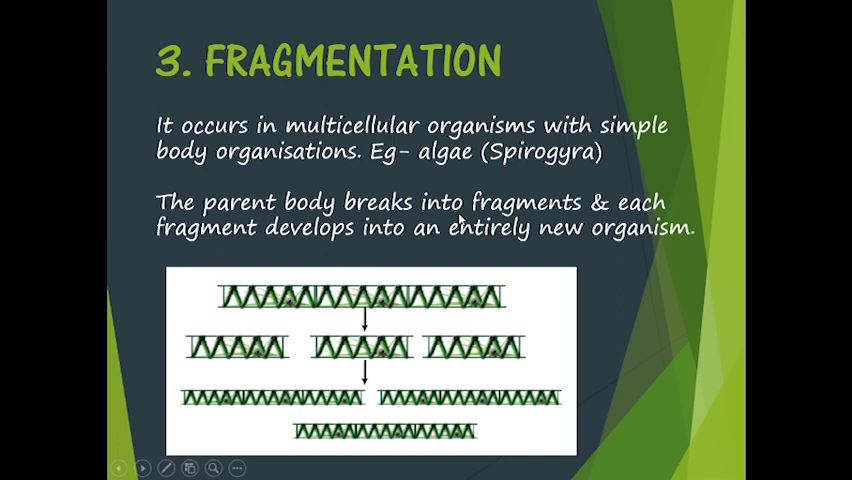 3. FRAGMENTATION
It occurs in multicellular organisms with simple
body organisations. Eg- algae (Spirogyra)
The parent body breaks into fragments & each
fragment develops into an entirely new organism.